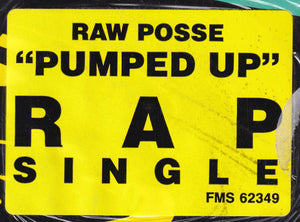 RAW POSSE
"PUMPED UP"
RAP
SINGLE
FMS 62349